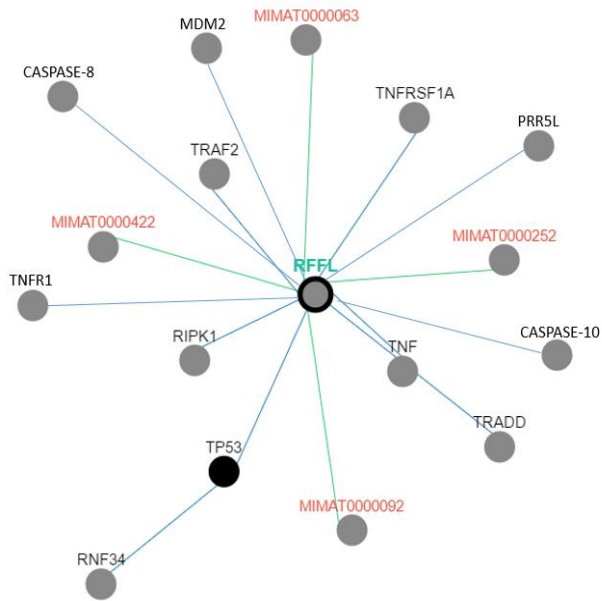 MIMAT0000063
MDM2
CASPASE-8
TNFRSF1A
PRR5L
TRAF2
MIMAT0000422
MIMAT0000252
RFFL
TNFR1
RIPK1
TNF
CASPASE-10
TRADD
TP53
MIMAT0000092
RNF34